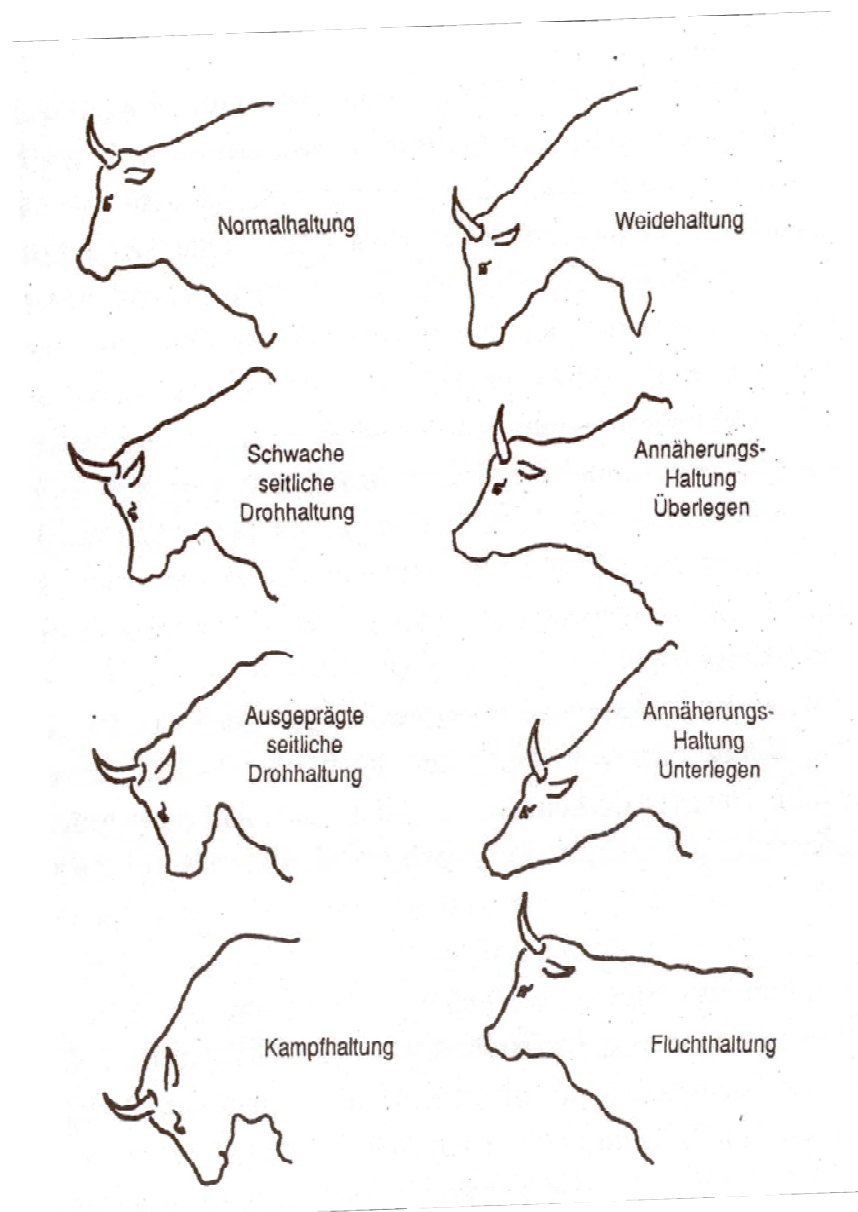 Normalhaltung
Weidehaltung
Schwache
seitliche
Drohhaltung
Annäherungs-
Haltung
Überlegen
Ausgeprägte
seitliche
Drohhaltung
Annäherungs-
Haltung
Unterlegen
Kampfhaltung
Fluchthaltung